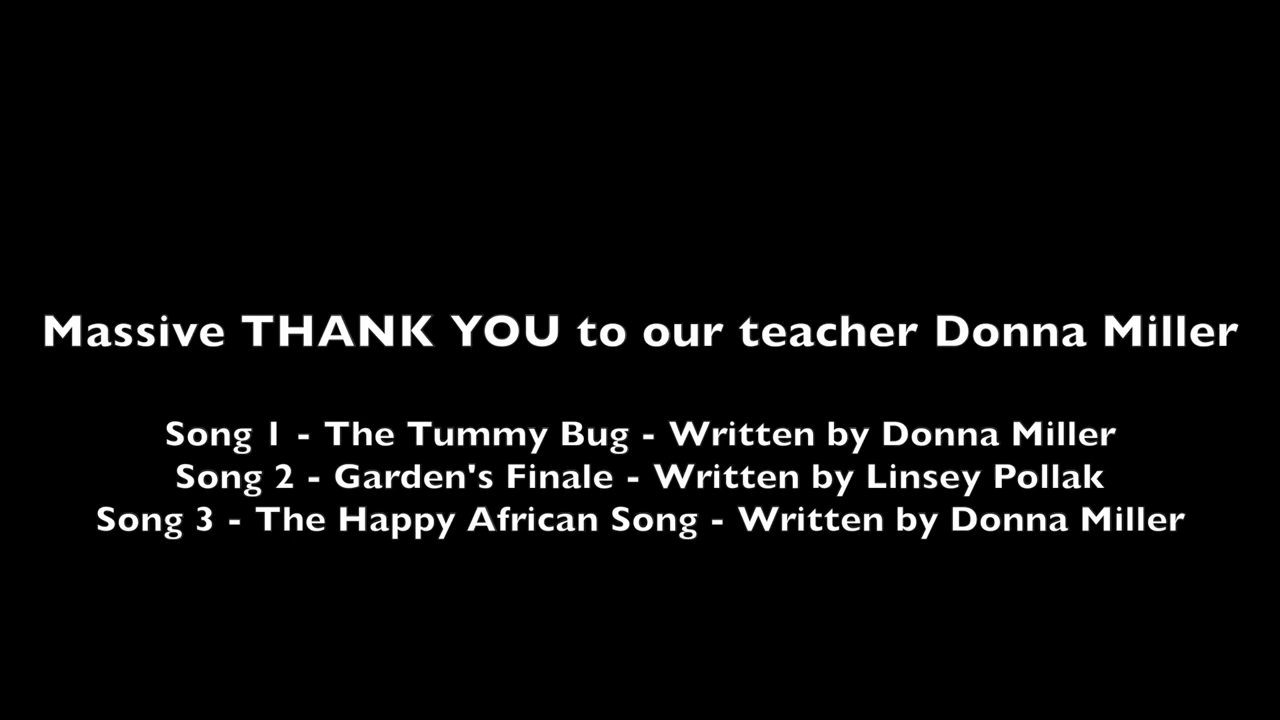 Massive THANK YOU to our teacher Donna Miller
Song 1 - The Tummy Bug - Written by Donna Miller
Song 2 - Garden's Finale - Written by Linsey Pollak
Song 3 - The Happy African Song - Written by Donna Miller